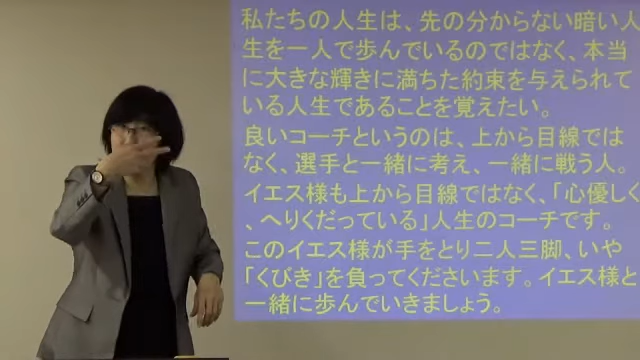 私たちの人生は、先の分からない暗い人
生を一人で歩んでいるのではなく、本当
に大きな輝きに満ちた約束を与えられて
いる人生であることを覚えたい。
良いコーチというのは、上から目線では
なく、選手と一緒に考え、一緒に戦う人。
イエス様も上から目線ではなく、「心優しく
、へりくだっている」人生のコーチです。
このイエス様が手をとり二人三脚、いや
「くびき」を負ってくださいます。イエス様と
一緒に歩んでいきましょう。